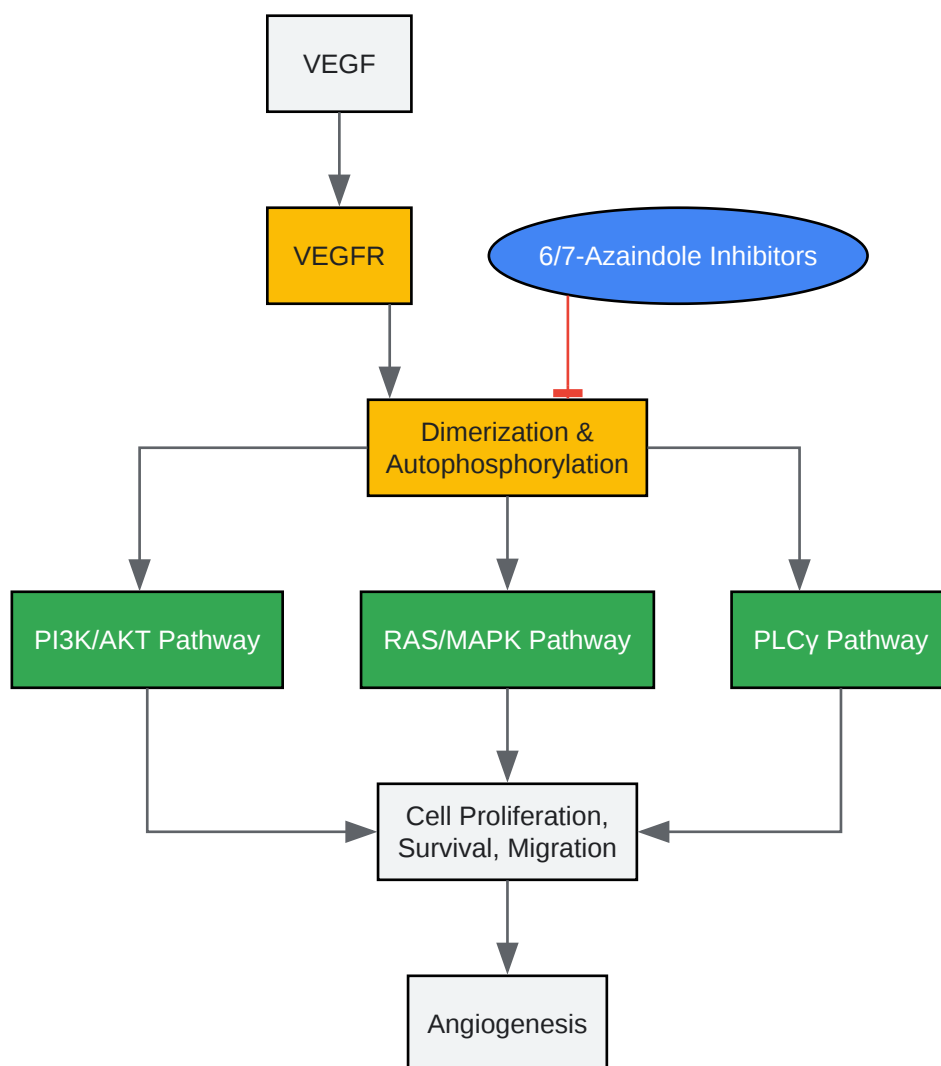 VEGF
VEGFR
6/7-Azaindole Inhibitors
Dimerization &
Autophosphorylation
PI3K/AKT Pathway
RAS/MAPK Pathway
PLCγ Pathway
Cell Proliferation,
Survival, Migration
Angiogenesis